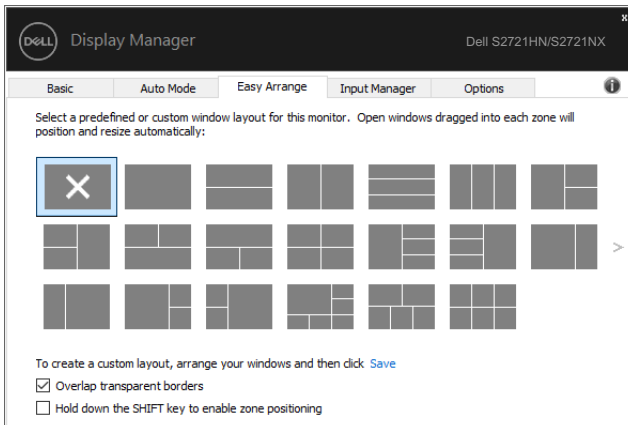 x
DELL Display Manager Dell S2721HN/S2721NX
Basic Auto Mode Easy Arrange Input Manager Options i
Select a predefined or custom window layout for this monitor. Open windows dragged into each zone will
position and resize automatically:
To create a custom layout, arrange your windows and then click Save
Overlap transparent borders
Hold down the SHIFT key to enable zone positioning